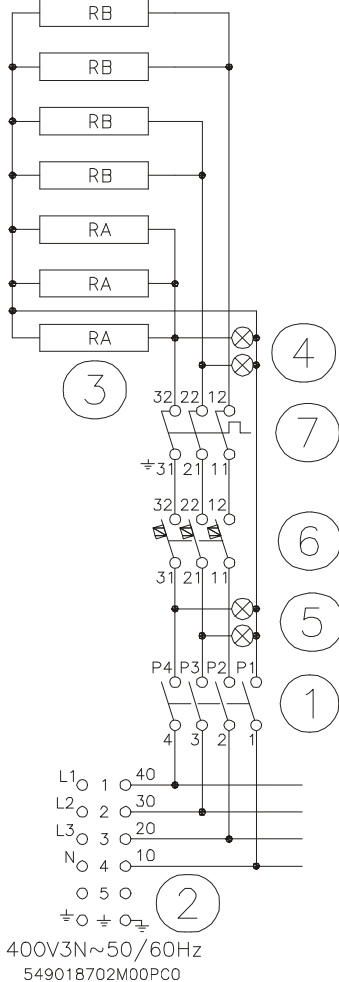 RB
RB
RB
RB
RA
RA
RA
4
3
32 22 12
7
31 21 11
32 22 12
6
31 21 11
5
P4 P3 P2 P1
1
4 3 2 1
L1 1 40
L2 2 30
L3 3 20
N 4 10
5
2
400V3N~50/60Hz
549018702M00PC0